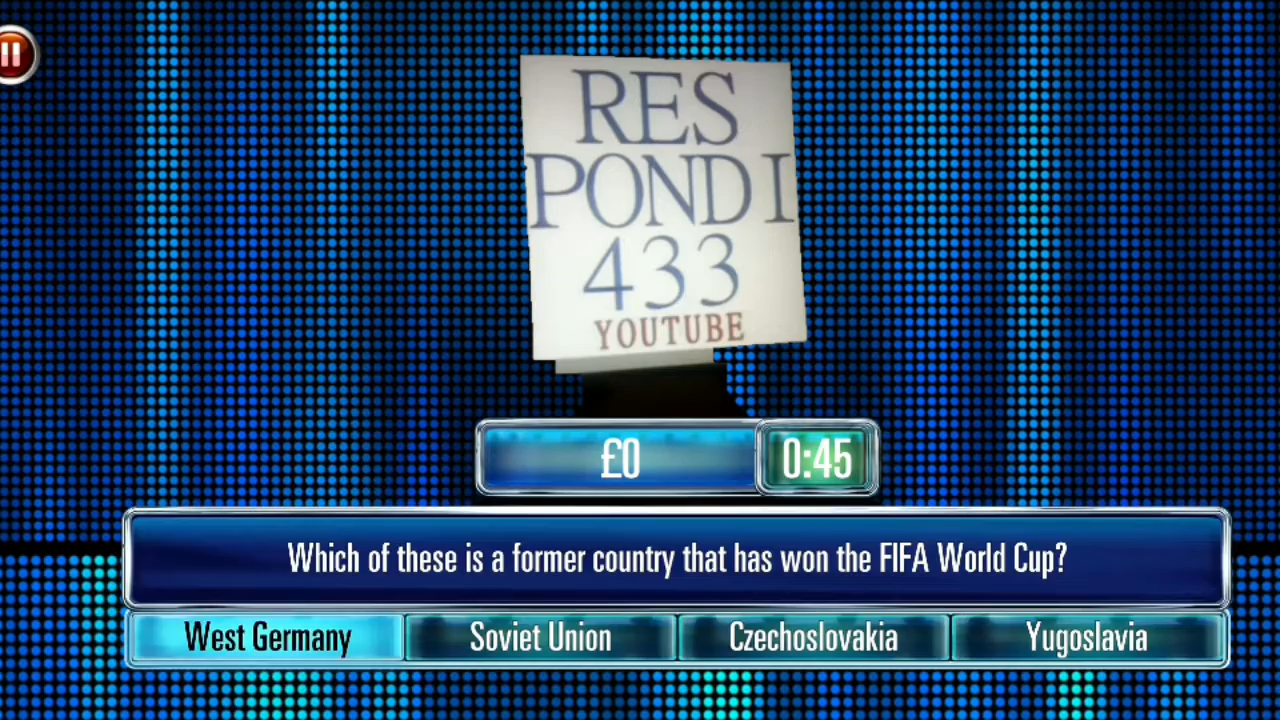 RES
POND I
433
YOUTUBE
£0 0:45
Which of these is a former country that has won the FIFA World Cup?
West Germany Soviet Union Czechoslovakia Yugoslavia